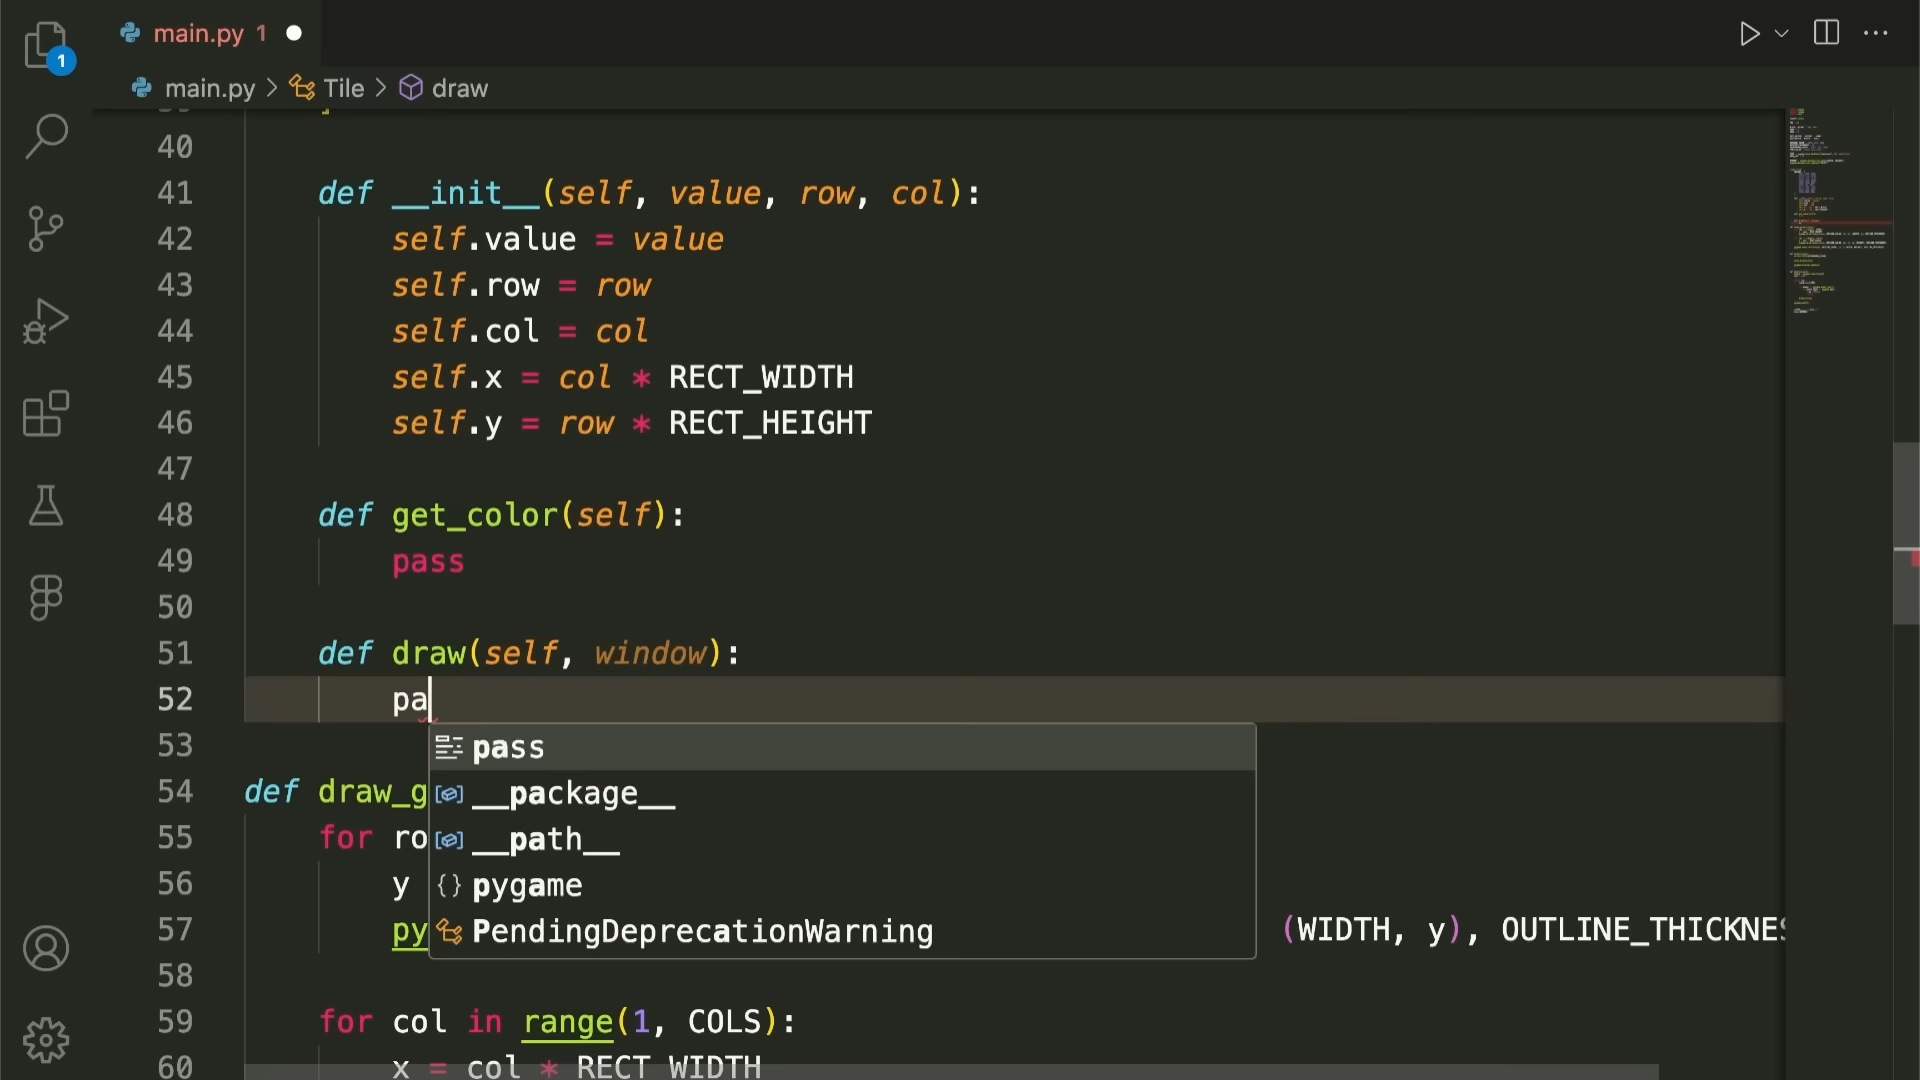 1
main.py 1
main.py > Tile > draw
40
41 def __init__(self, value, row, col):
42 self.value = value
43 self.row = row
44 self.col = col
45 self.x = col * RECT_WIDTH
46 self.y = row * RECT_HEIGHT
47
48 def get_color(self):
49 pass
50
51 def draw(self, window):
52 pa
pass
53
54 def draw_g
__package__
55 for ro
__path__
56 y
{} pygame
57 py
PendingDeprecationWarning
(WIDTH, y), OUTLINE_THICKNES
58
59 for col in range(1, COLS):
60 x = col * RECT_WIDTH